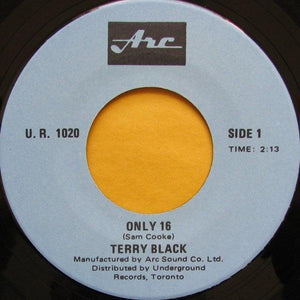 Arc
U. R. 1020
SIDE 1
TIME: 2:13
ONLY 16
(Sam Cooke)
TERRY BLACK
Manufactured by Arc Sound Co. Ltd.
Distributed by Underground
Records, Toronto